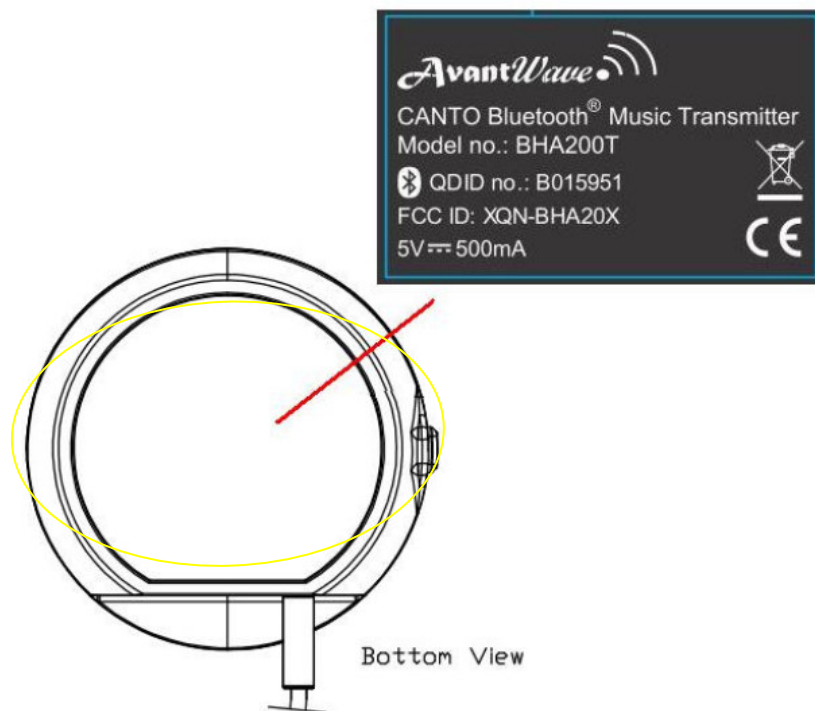 AvantWave
CANTO Bluetooth® Music Transmitter
Model no.: BHA200T
QDID no.: B015951
FCC ID: XQN-BHA20X
5V⎓500mA
CE
Bottom View